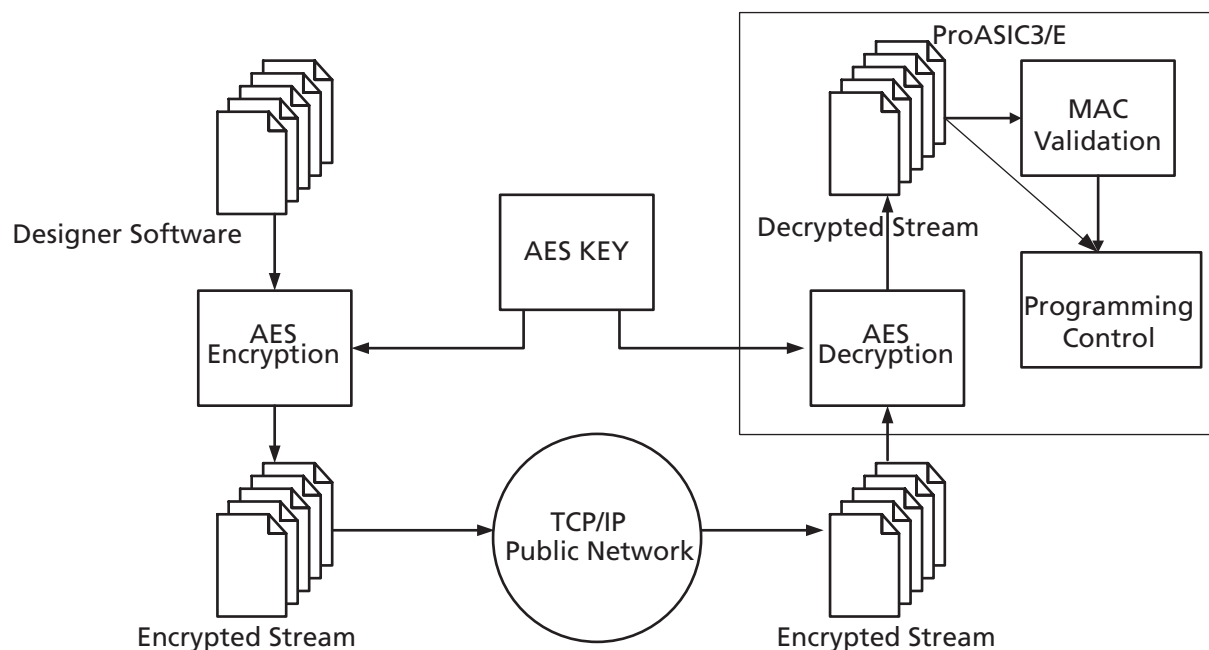 ProASIC3/E
MAC
Validation
Designer Software
Decrypted Stream
AES KEY
Programming
Control
AES
Encryption
AES
Decryption
TCP/IP
Public Network
Encrypted Stream
Encrypted Stream